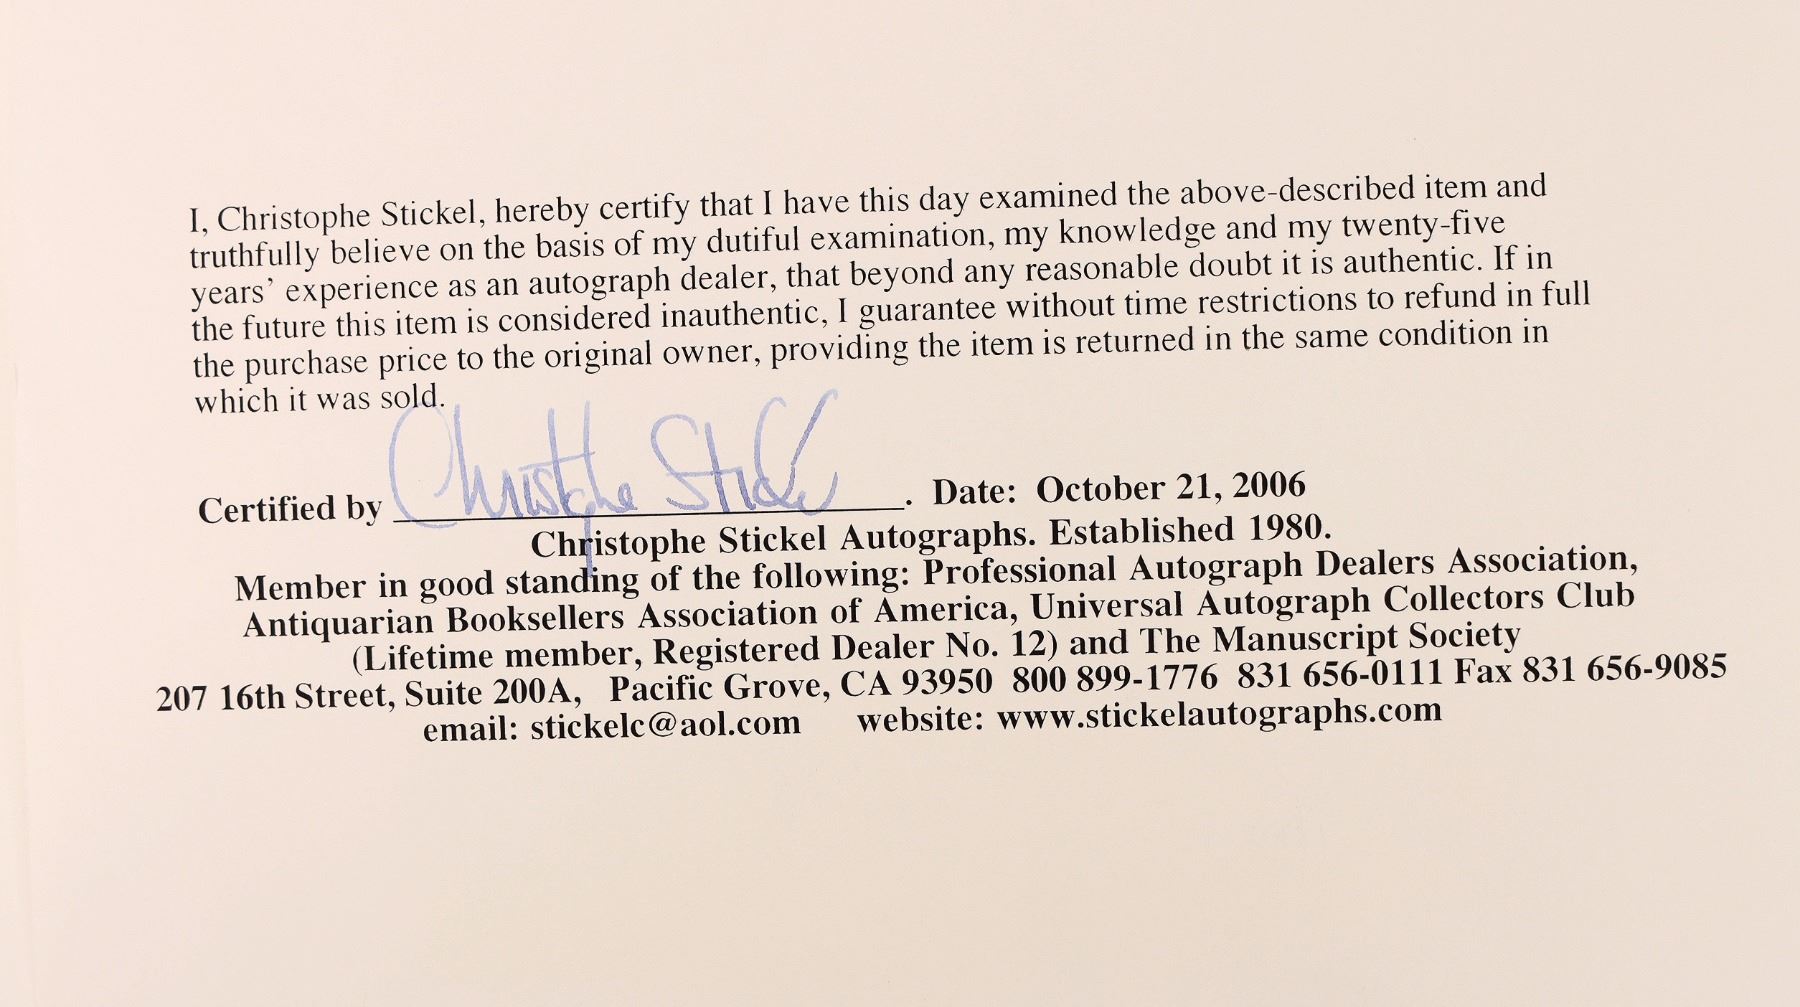 I, Christophe Stickel, hereby certify that I have this day examined the above-described item and
truthfully believe on the basis of my dutiful examination, my knowledge and my twenty-five
years’ experience as an autograph dealer, that beyond any reasonable doubt it is authentic. If in
the future this item is considered inauthentic, I guarantee without time restrictions to refund in full
the purchase price to the original owner, providing the item is returned in the same condition in
which it was sold.
Certified by Christophe Stickel. Date: October 21, 2006
Christophe Stickel Autographs. Established 1980.
Member in good standing of the following: Professional Autograph Dealers Association,
Antiquarian Booksellers Association of America, Universal Autograph Collectors Club
(Lifetime member, Registered Dealer No. 12) and The Manuscript Society
207 16th Street, Suite 200A, Pacific Grove, CA 93950 800 899-1776 831 656-0111 Fax 831 656-9085
email: stickelc@aol.com website: www.stickelautographs.com